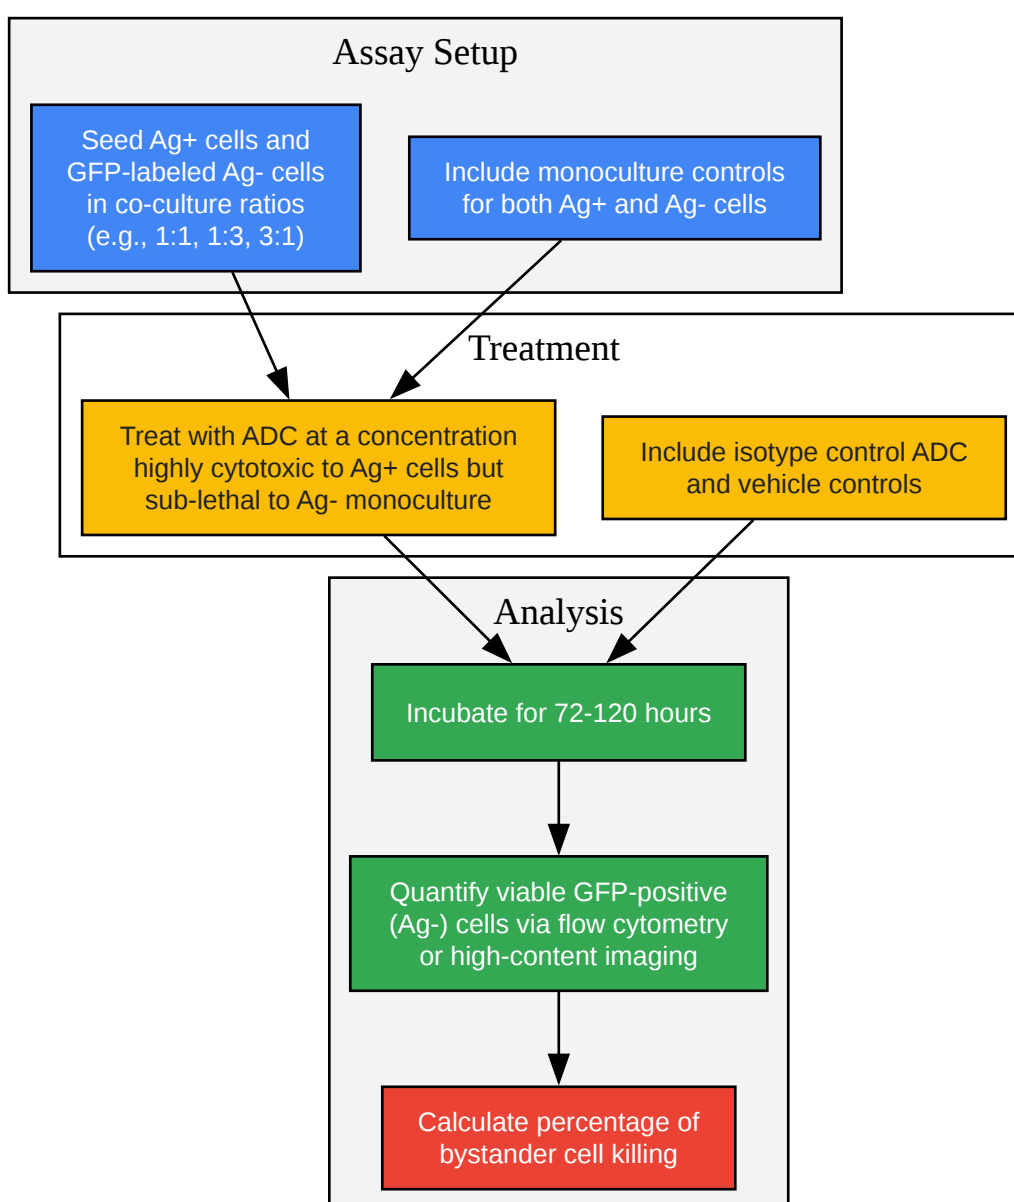 Assay Setup
Seed Ag+ cells and
GFP-labeled Ag- cells
in co-culture ratios
(e.g., 1:1, 1:3, 3:1)
Include monoculture controls
for both Ag+ and Ag- cells
Treatment
Treat with ADC at a concentration
highly cytotoxic to Ag+ cells but
sub-lethal to Ag- monoculture
Include isotype control ADC
and vehicle controls
Analysis
Incubate for 72-120 hours
Quantify viable GFP-positive
(Ag-) cells via flow cytometry
or high-content imaging
Calculate percentage of
bystander cell killing